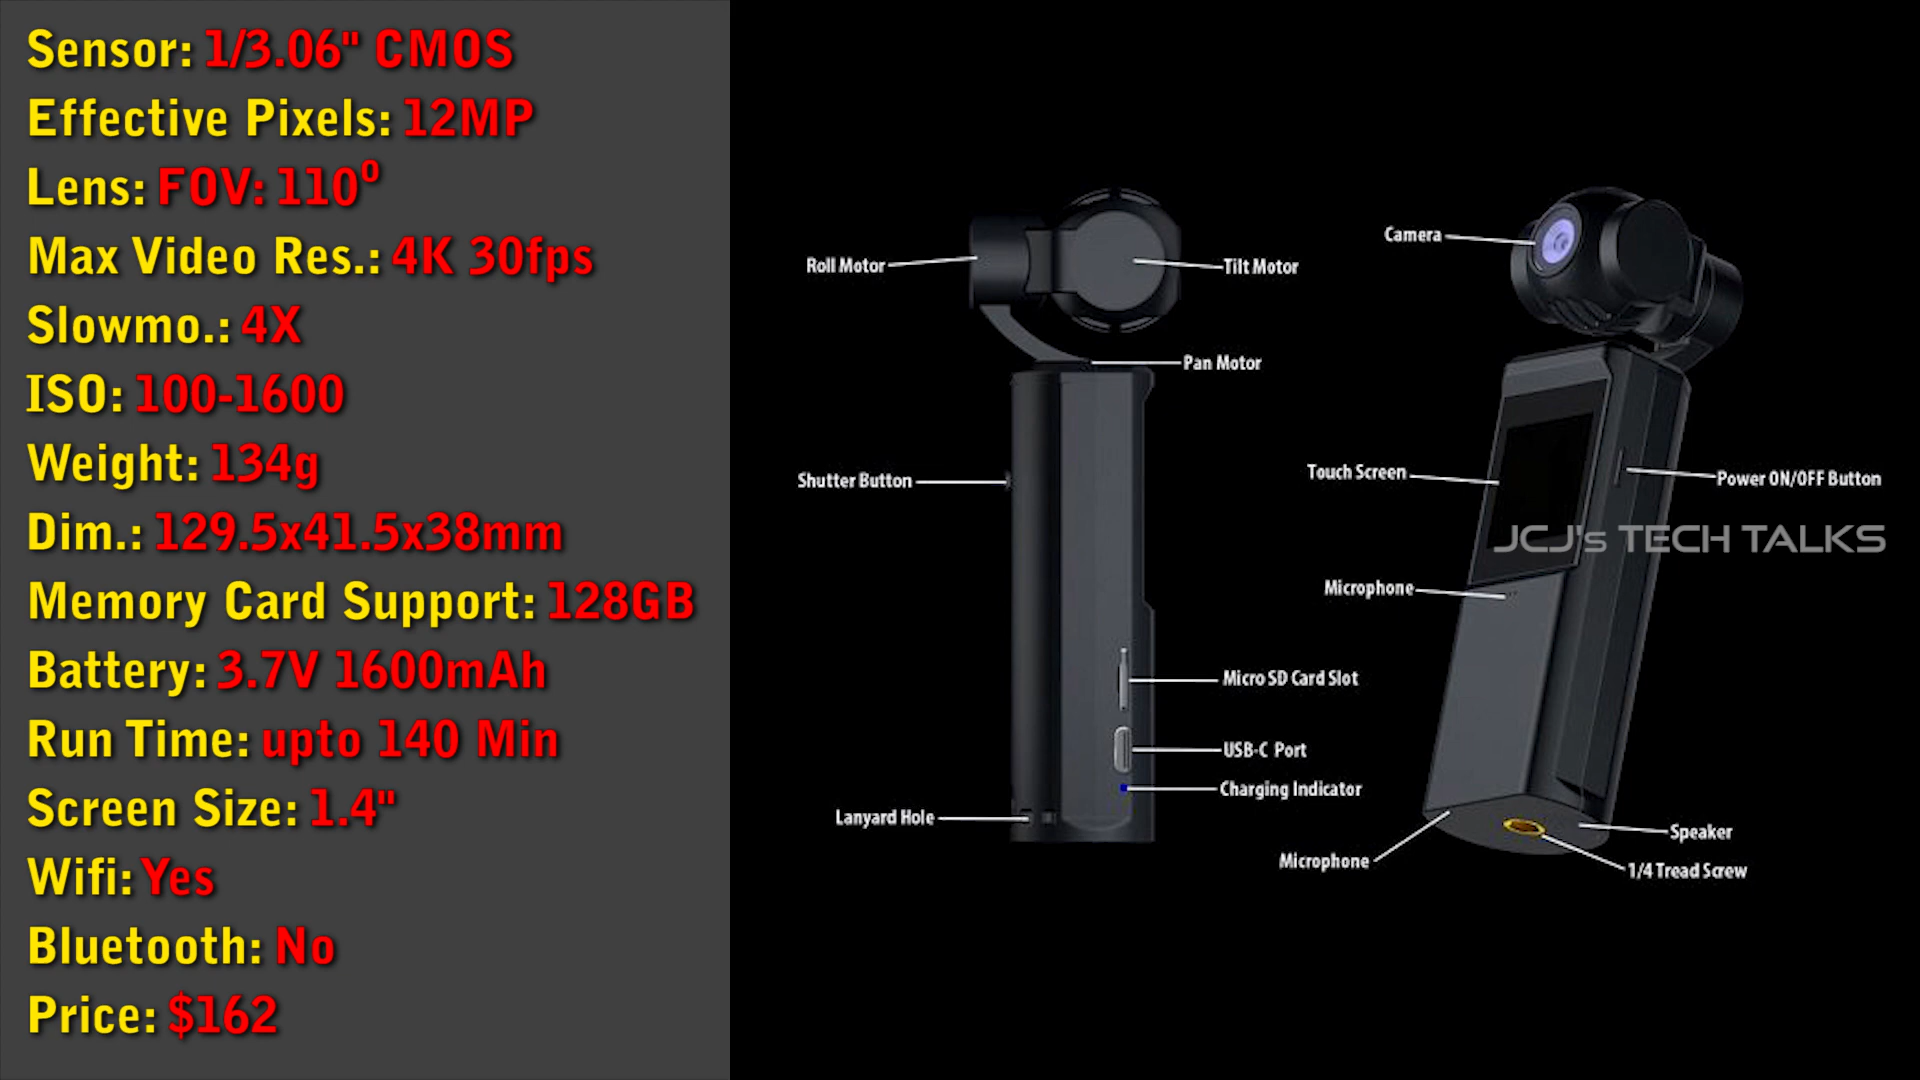 Sensor: 1/3.06" CMOS
Effective Pixels: 12MP
Lens: FOV: 110⁰
Max Video Res.: 4K 30fps
Slowmo.: 4X
ISO: 100-1600
Weight: 134g
Dim.: 129.5x41.5x38mm
Memory Card Support: 128GB
Battery: 3.7V 1600mAh
Run Time: upto 140 Min
Screen Size: 1.4"
Wifi: Yes
Bluetooth: No
Price: $162
Roll Motor
Tilt Motor
Pan Motor
Shutter Button
Micro SD Card Slot
USB-C Port
Charging Indicator
Lanyard Hole
Camera
Touch Screen
Power ON/OFF Button
JCJ's TECH TALKS
Microphone
Speaker
Microphone
1/4 Tread Screw